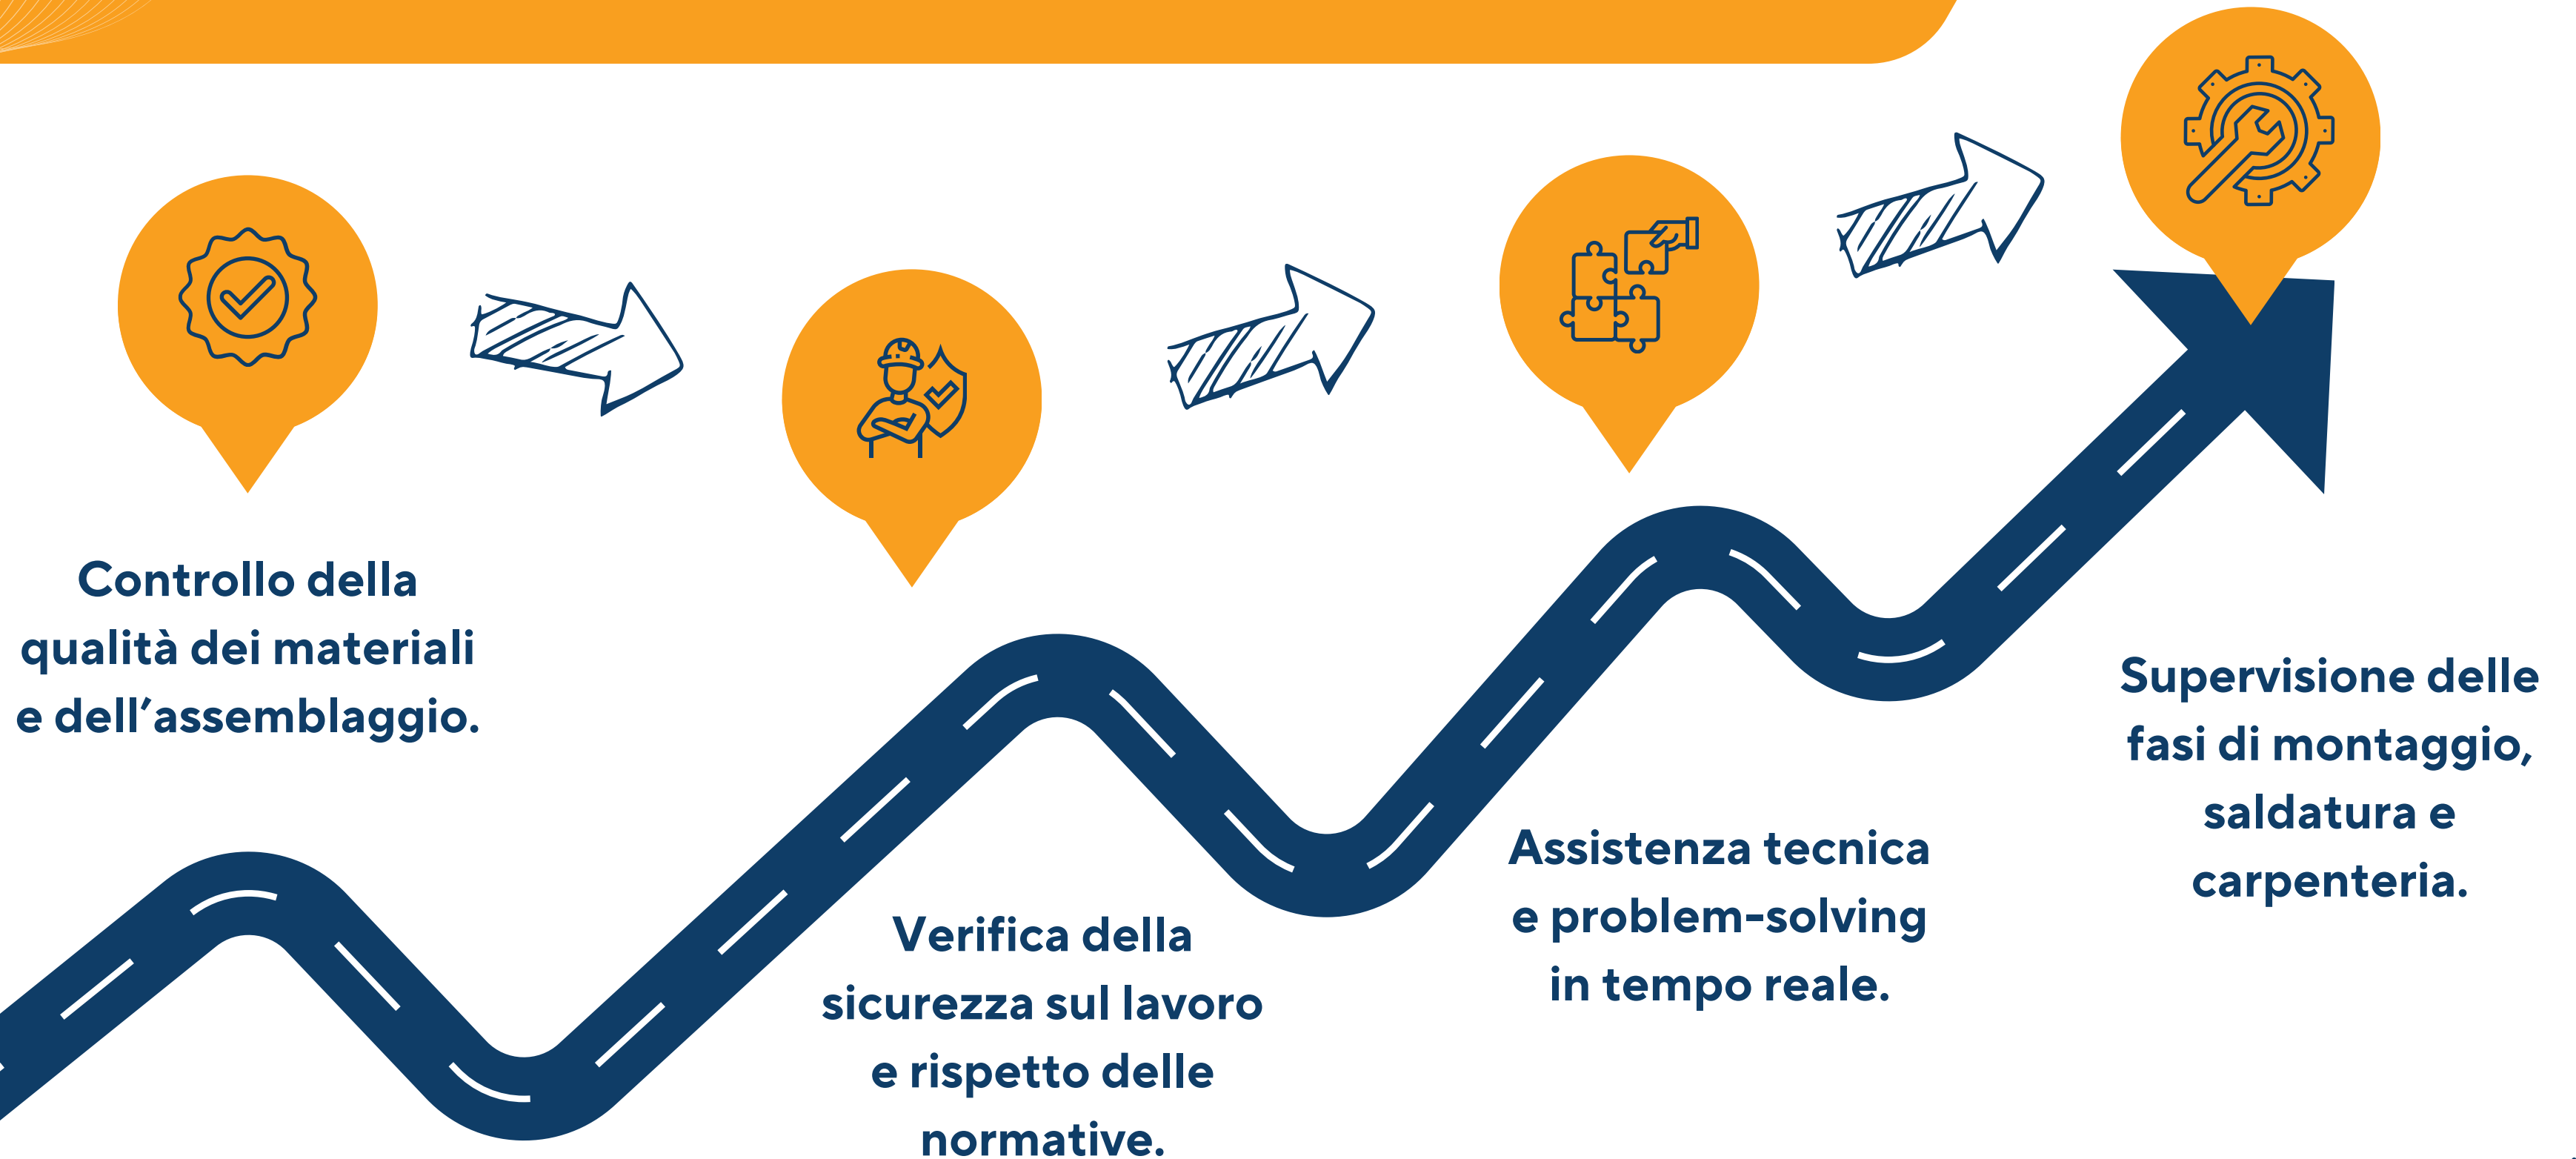 Controllo della
qualità dei materiali
e dell’assemblaggio.
Verifica della
sicurezza sul lavoro
e rispetto delle
normative.
Assistenza tecnica
e problem-solving
in tempo reale.
Supervisione delle
fasi di montaggio,
saldatura e
carpenteria.